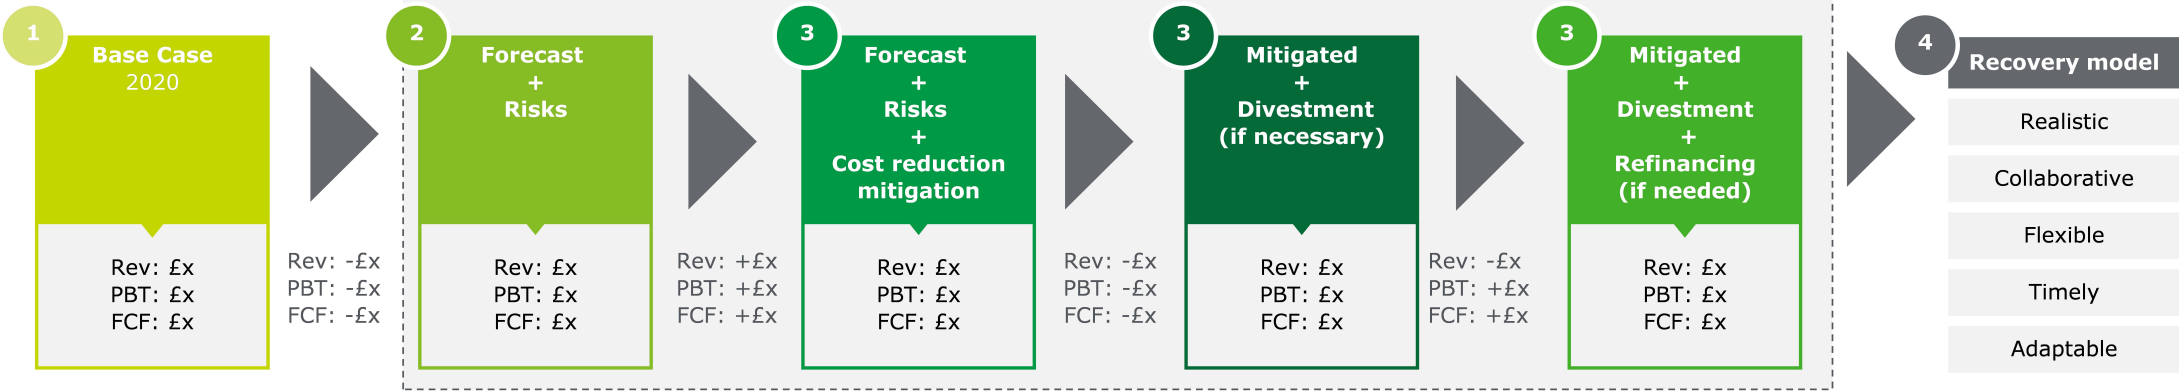 1
Base Case
2020
Rev: £x
PBT: £x
FCF: £x
Rev: -£x
PBT: -£x
FCF: -£x
2
Forecast
+
Risks
Rev: £x
PBT: £x
FCF: £x
Rev: +£x
PBT: +£x
FCF: +£x
3
Forecast
+
Risks
+
Cost reduction
mitigation
Rev: £x
PBT: £x
FCF: £x
Rev: -£x
PBT: -£x
FCF: -£x
3
Mitigated
+
Divestment
(if necessary)
Rev: £x
PBT: £x
FCF: £x
Rev: -£x
PBT: +£x
FCF: +£x
3
Mitigated
+
Divestment
+
Refinancing
(if needed)
Rev: £x
PBT: £x
FCF: £x
4
Recovery model
Realistic
Collaborative
Flexible
Timely
Adaptable